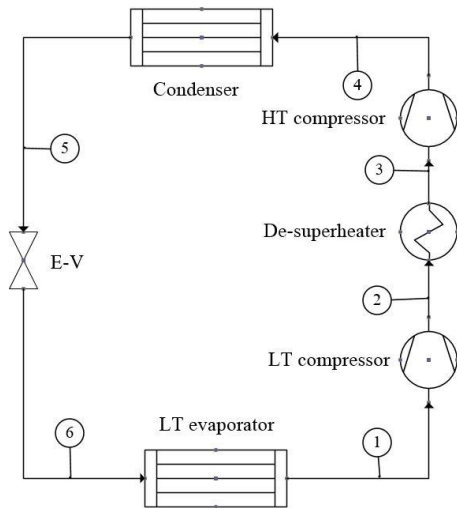 Condenser
4
HT compressor
5
3
De-superheater
E-V
2
LT compressor
LT evaporator
6
1